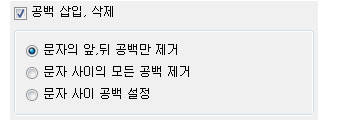 공백 삽입, 삭제
문자의 앞,뒤 공백만 제거
문자 사이의 모든 공백 제거
문자 사이 공백 설정